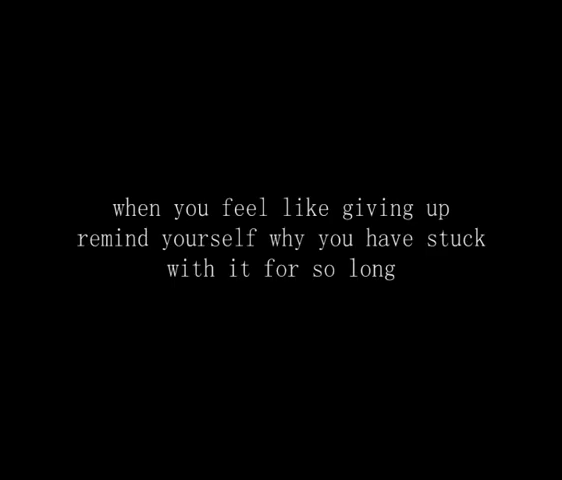 when you feel like giving up
remind yourself why you have stuck
with it for so long